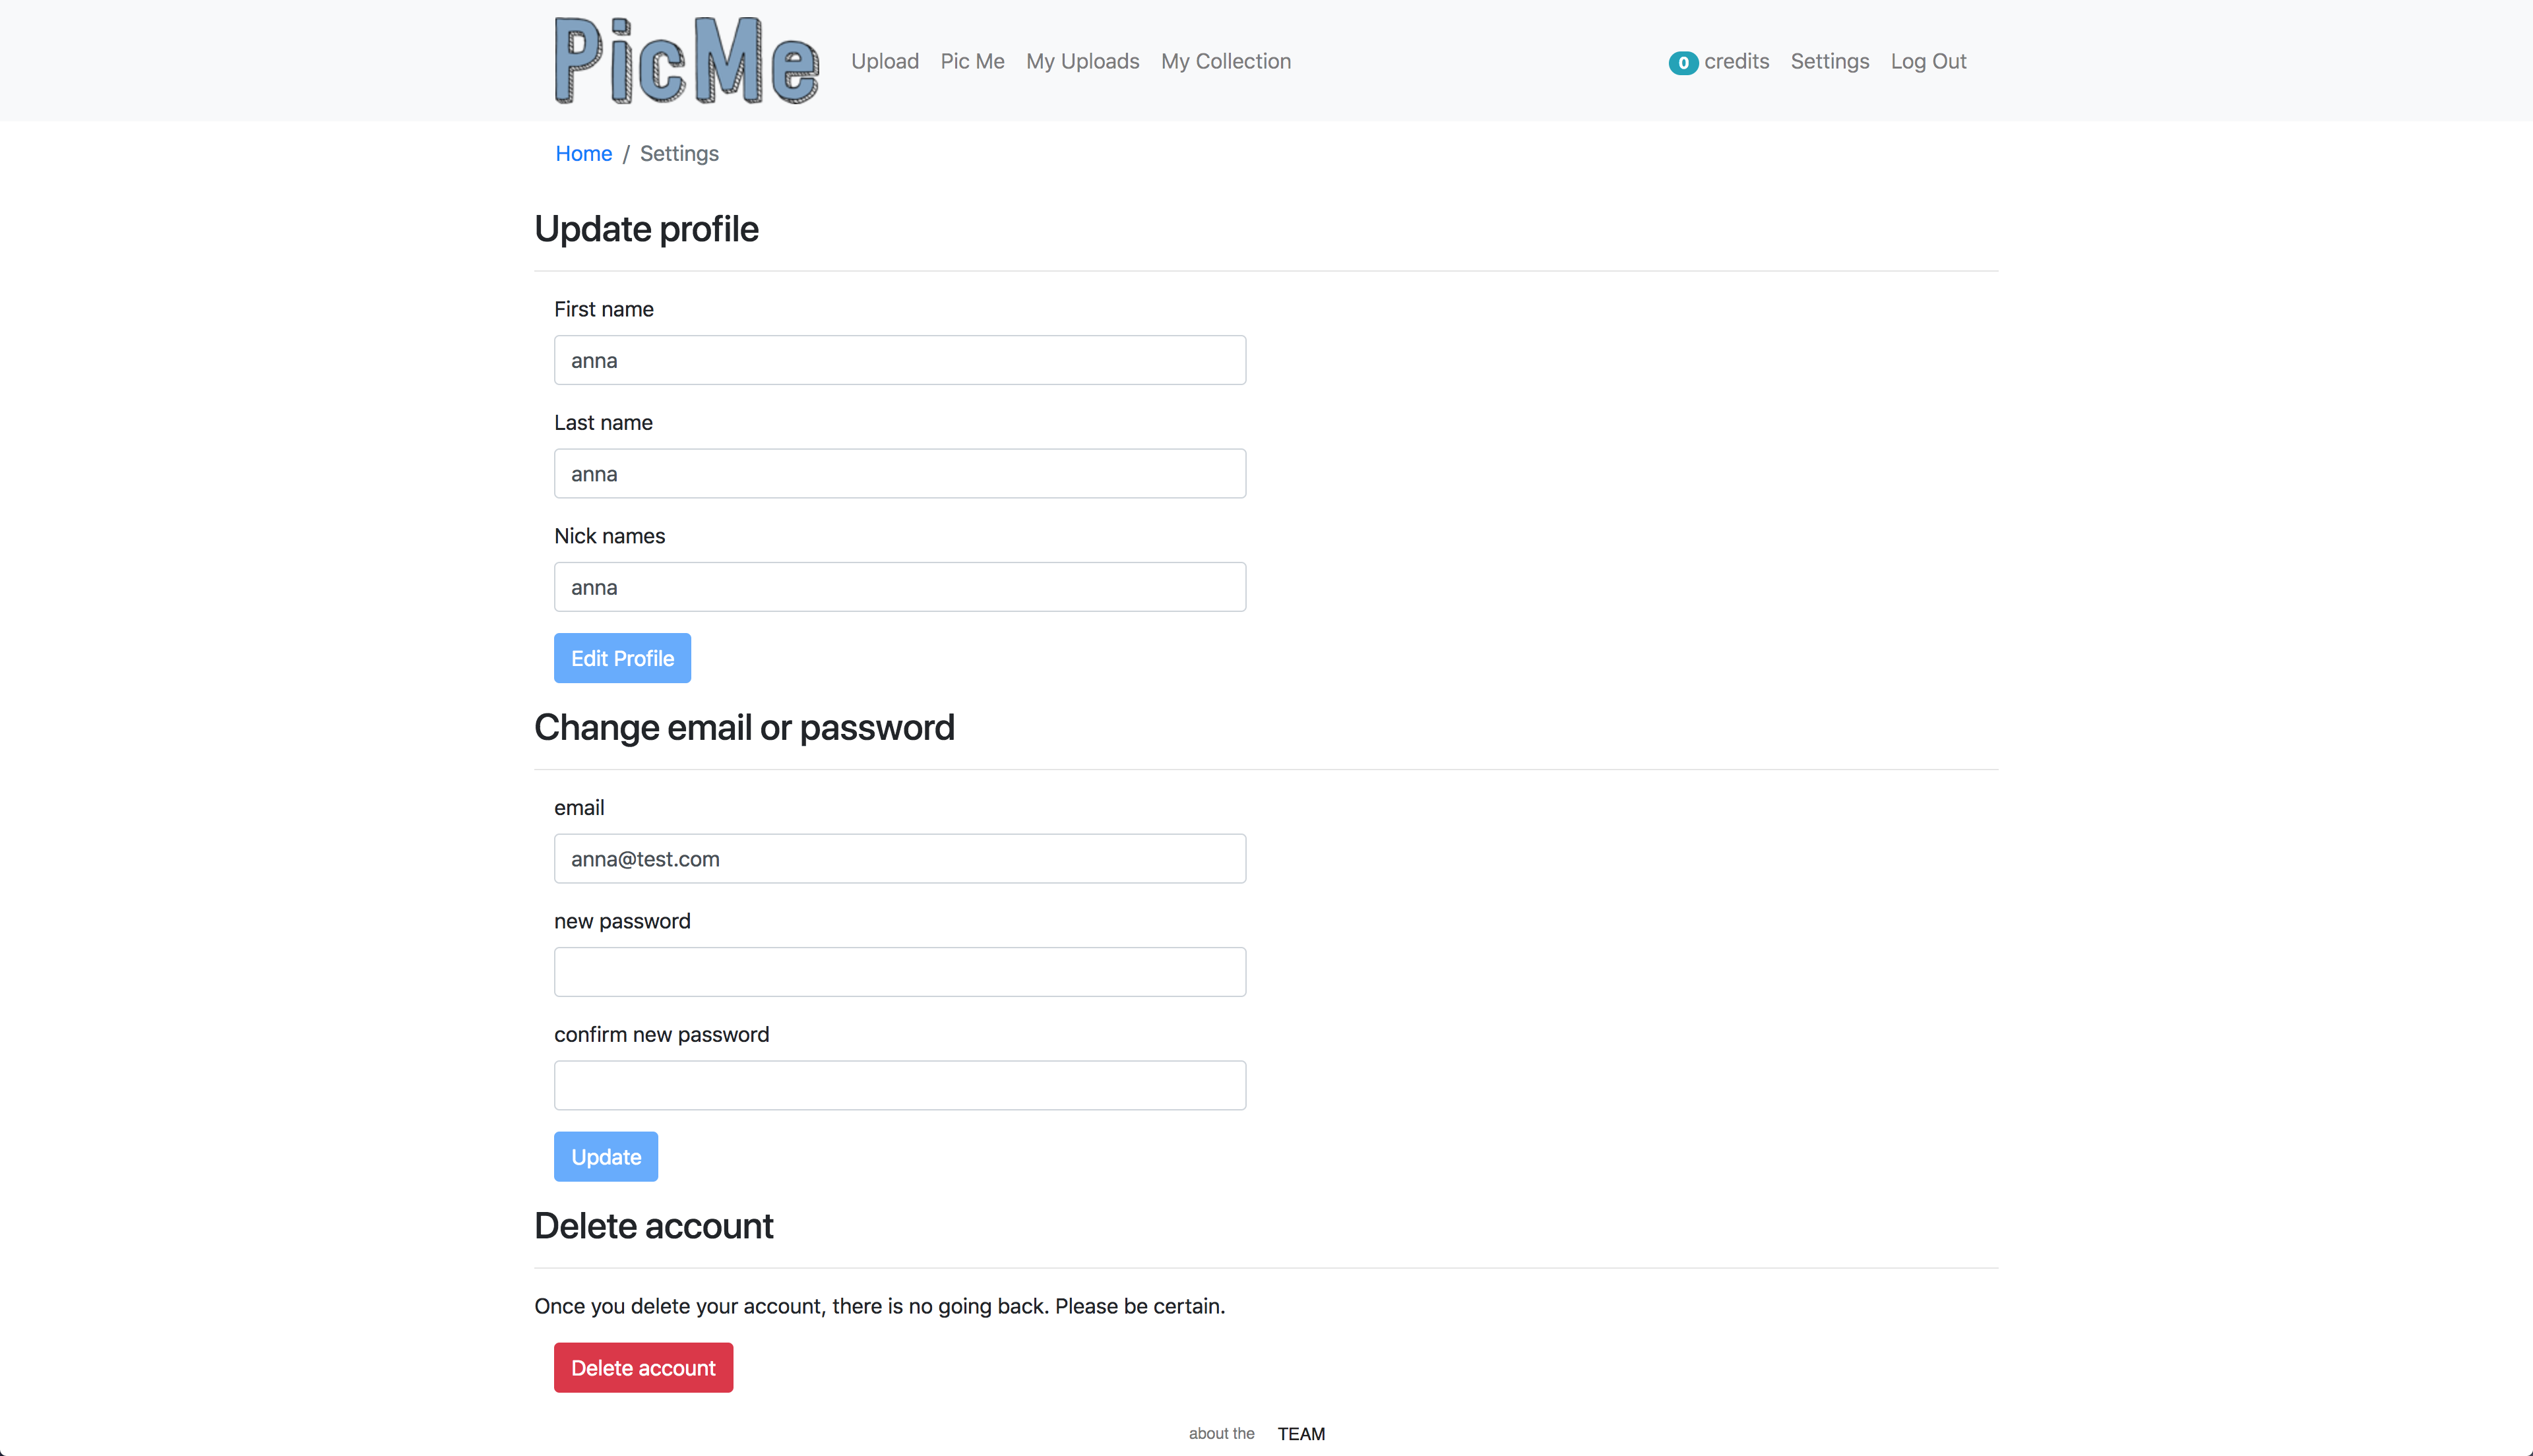 PicMe Upload Pic Me My Uploads My Collection 0 credits Settings Log Out
Home / Settings
Update profile
First name
anna
Last name
anna
Nick names
anna
Edit Profile
Change email or password
email
anna@test.com
new password
confirm new password
Update
Delete account
Once you delete your account, there is no going back. Please be certain.
Delete account
about the TEAM